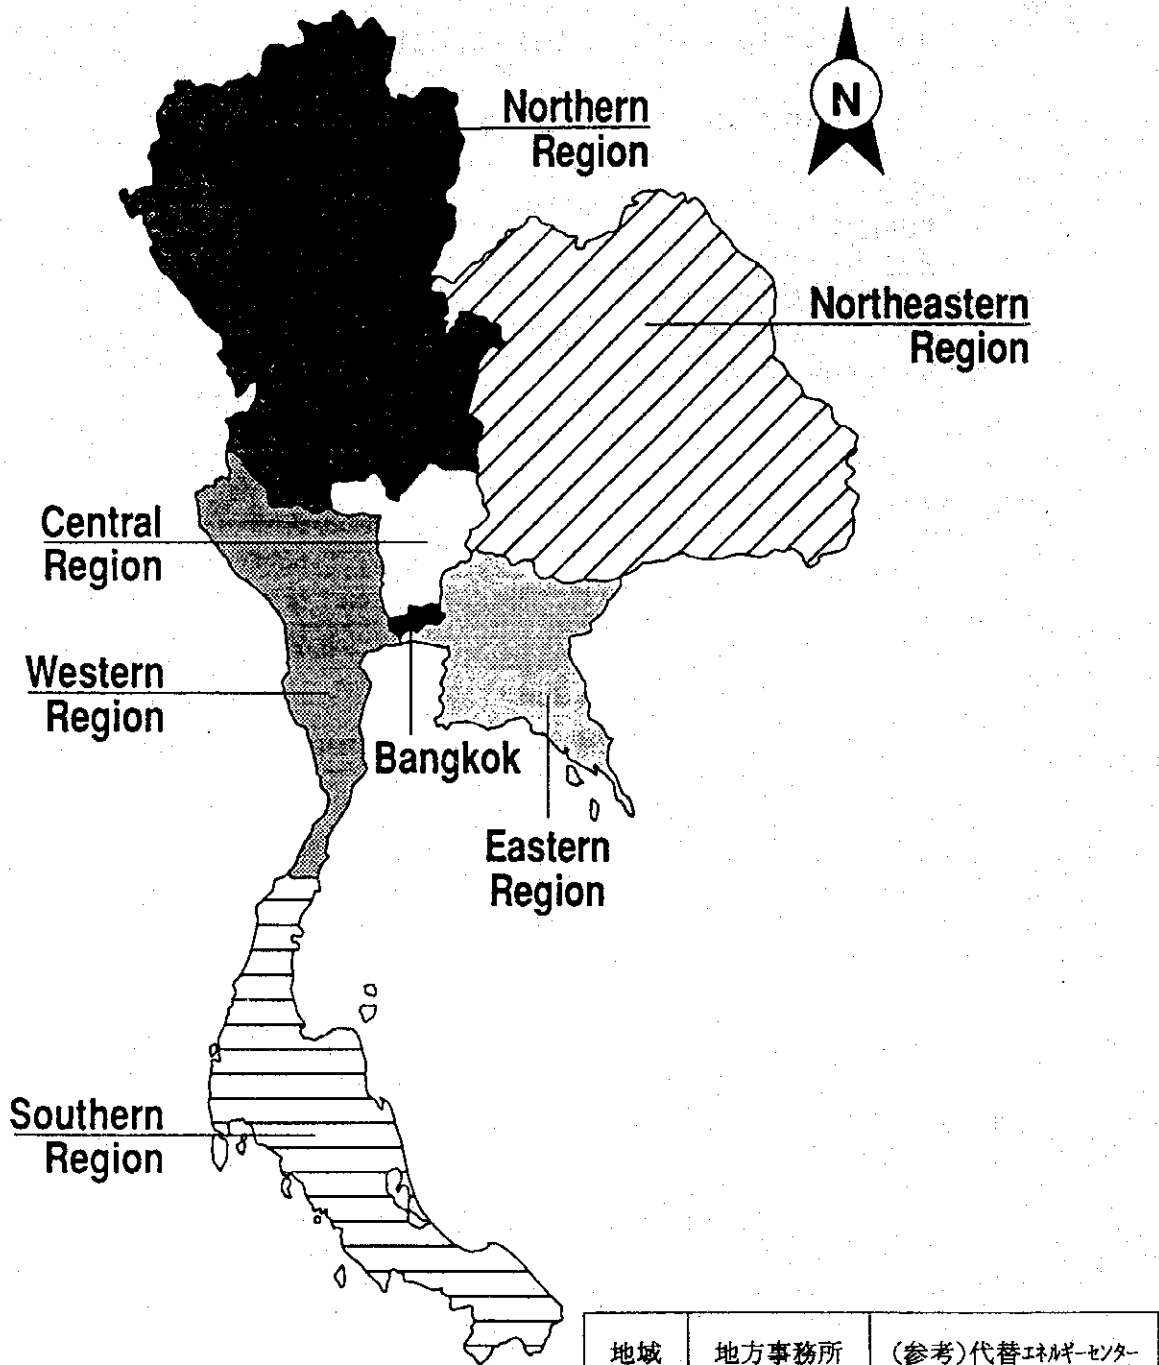 N
Northern
Region
Northeastern
Region
Central
Region
Western
Region
Bangkok
Eastern
Region
Southern
Region
地域 地方事務所 (参考)代替エネルギーセンター